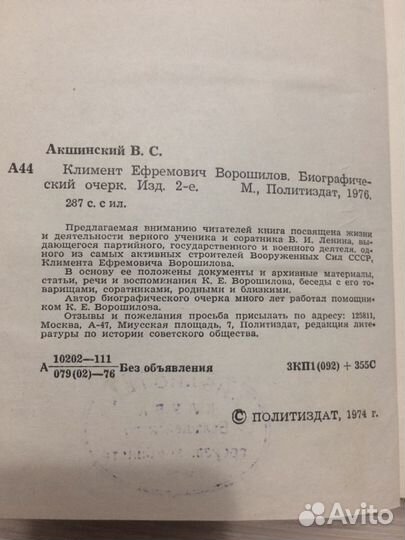 Акшинский В. С.
А44 Климент Ефремович Ворошилов. Биографиче-
ский очерк. Изд. 2-е. М., Политиздат, 1976.
287 с. с ил.
Предлагаемая вниманию читателей книга посвящена жизни
и деятельности верного ученика и соратника В. И. Ленина, вы-
дающегося партийного, государственного и военного деятеля, од-
ного из самых активных строителей Вооруженных Сил СССР,
Климента Ефремовича Ворошилова.
В основу ее положены документы и архивные материалы,
статьи, речи и воспоминания К. Е. Ворошилова, беседы с его то-
варищами, соратниками, родными и близкими.
Автор биографического очерка много лет работал помощни-
ком К. Е. Ворошилова.
Отзывы и пожелания просьба присылать по адресу: 125811,
Москва, А-47, Миусская площадь, 7, Политиздат, редакция лите-
ратуры по истории советского общества.
А 10202—111
079(02)—76 Без объявления 3КП1(092) + 355С
© ПОЛИТИЗДАТ, 1974 г.
Avito